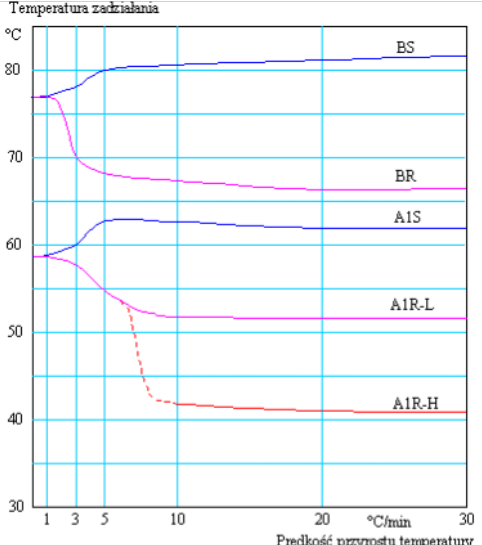 Temperatura zadziałania
°C
BS
80
70
BR
A1S
60
A1R-L
50
A1R-H
40
30
1 3 5 10 20 °C/min 30
Prędkość przyrostu temperatury